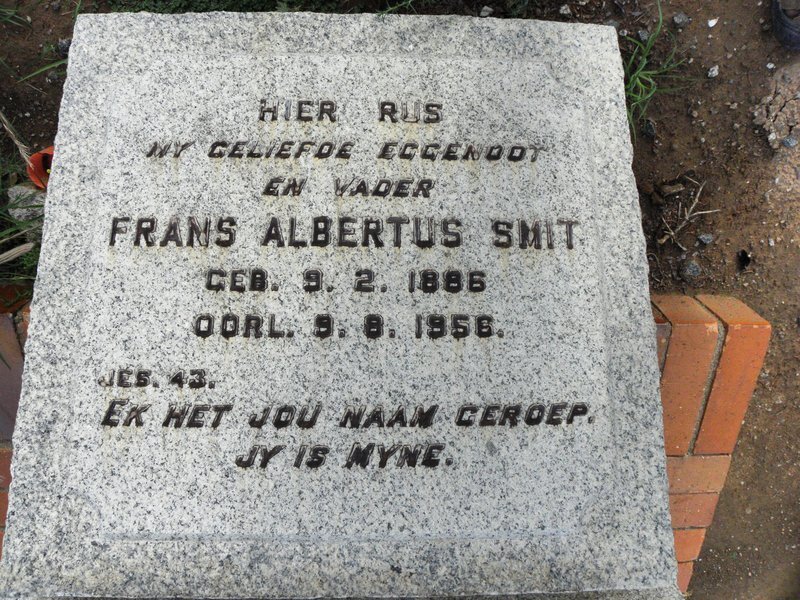 HIER RUS
MY GELIEFDE EGGENOOT
EN VADER
FRANS ALBERTUS SMIT
GEB. 9. 2. 1886
OORL. 9. 8. 1956.
JES. 43.
EK HET JOU NAAM GEROEP.
JY IS MYNE.